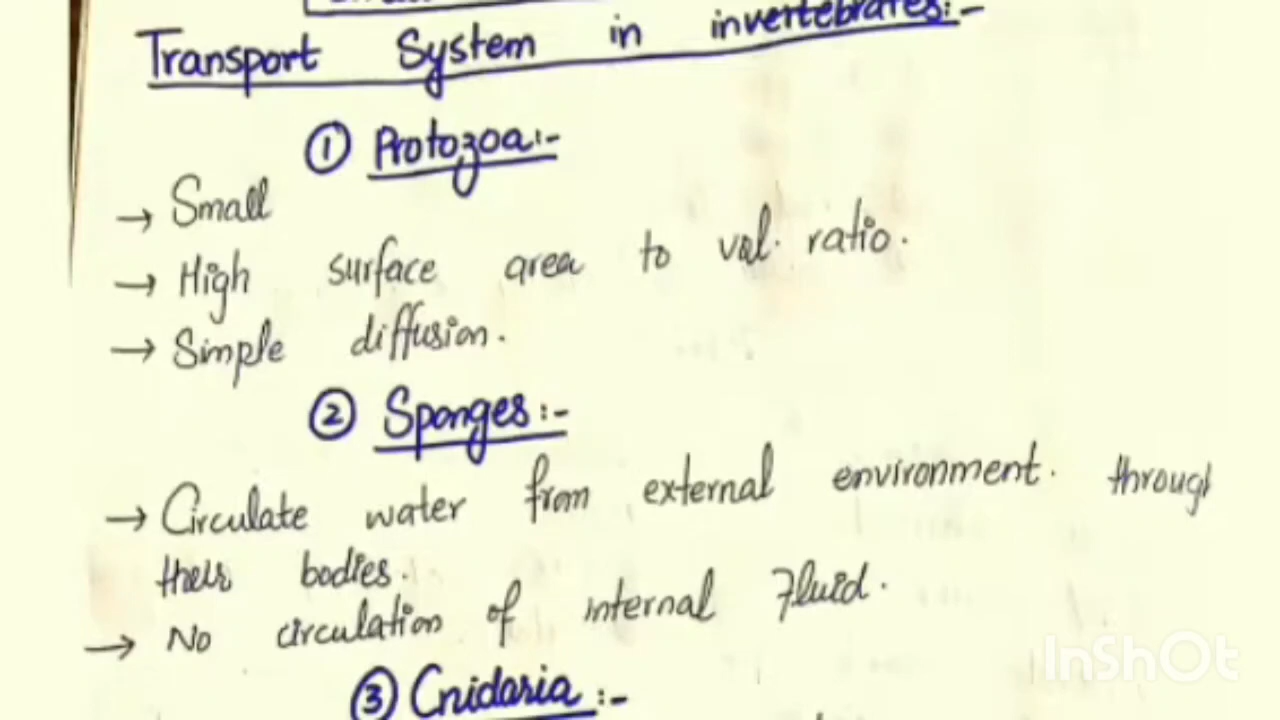 Transport System in invertebrates:-
① Protozoa:-
→ Small
→ High surface area to vol. ratio.
→ Simple diffusion.
② Sponges:-
→ Circulate water from external environment. through
their bodies.
→ No circulation of internal Fluid.
③ Cnidaria:-
InShOt